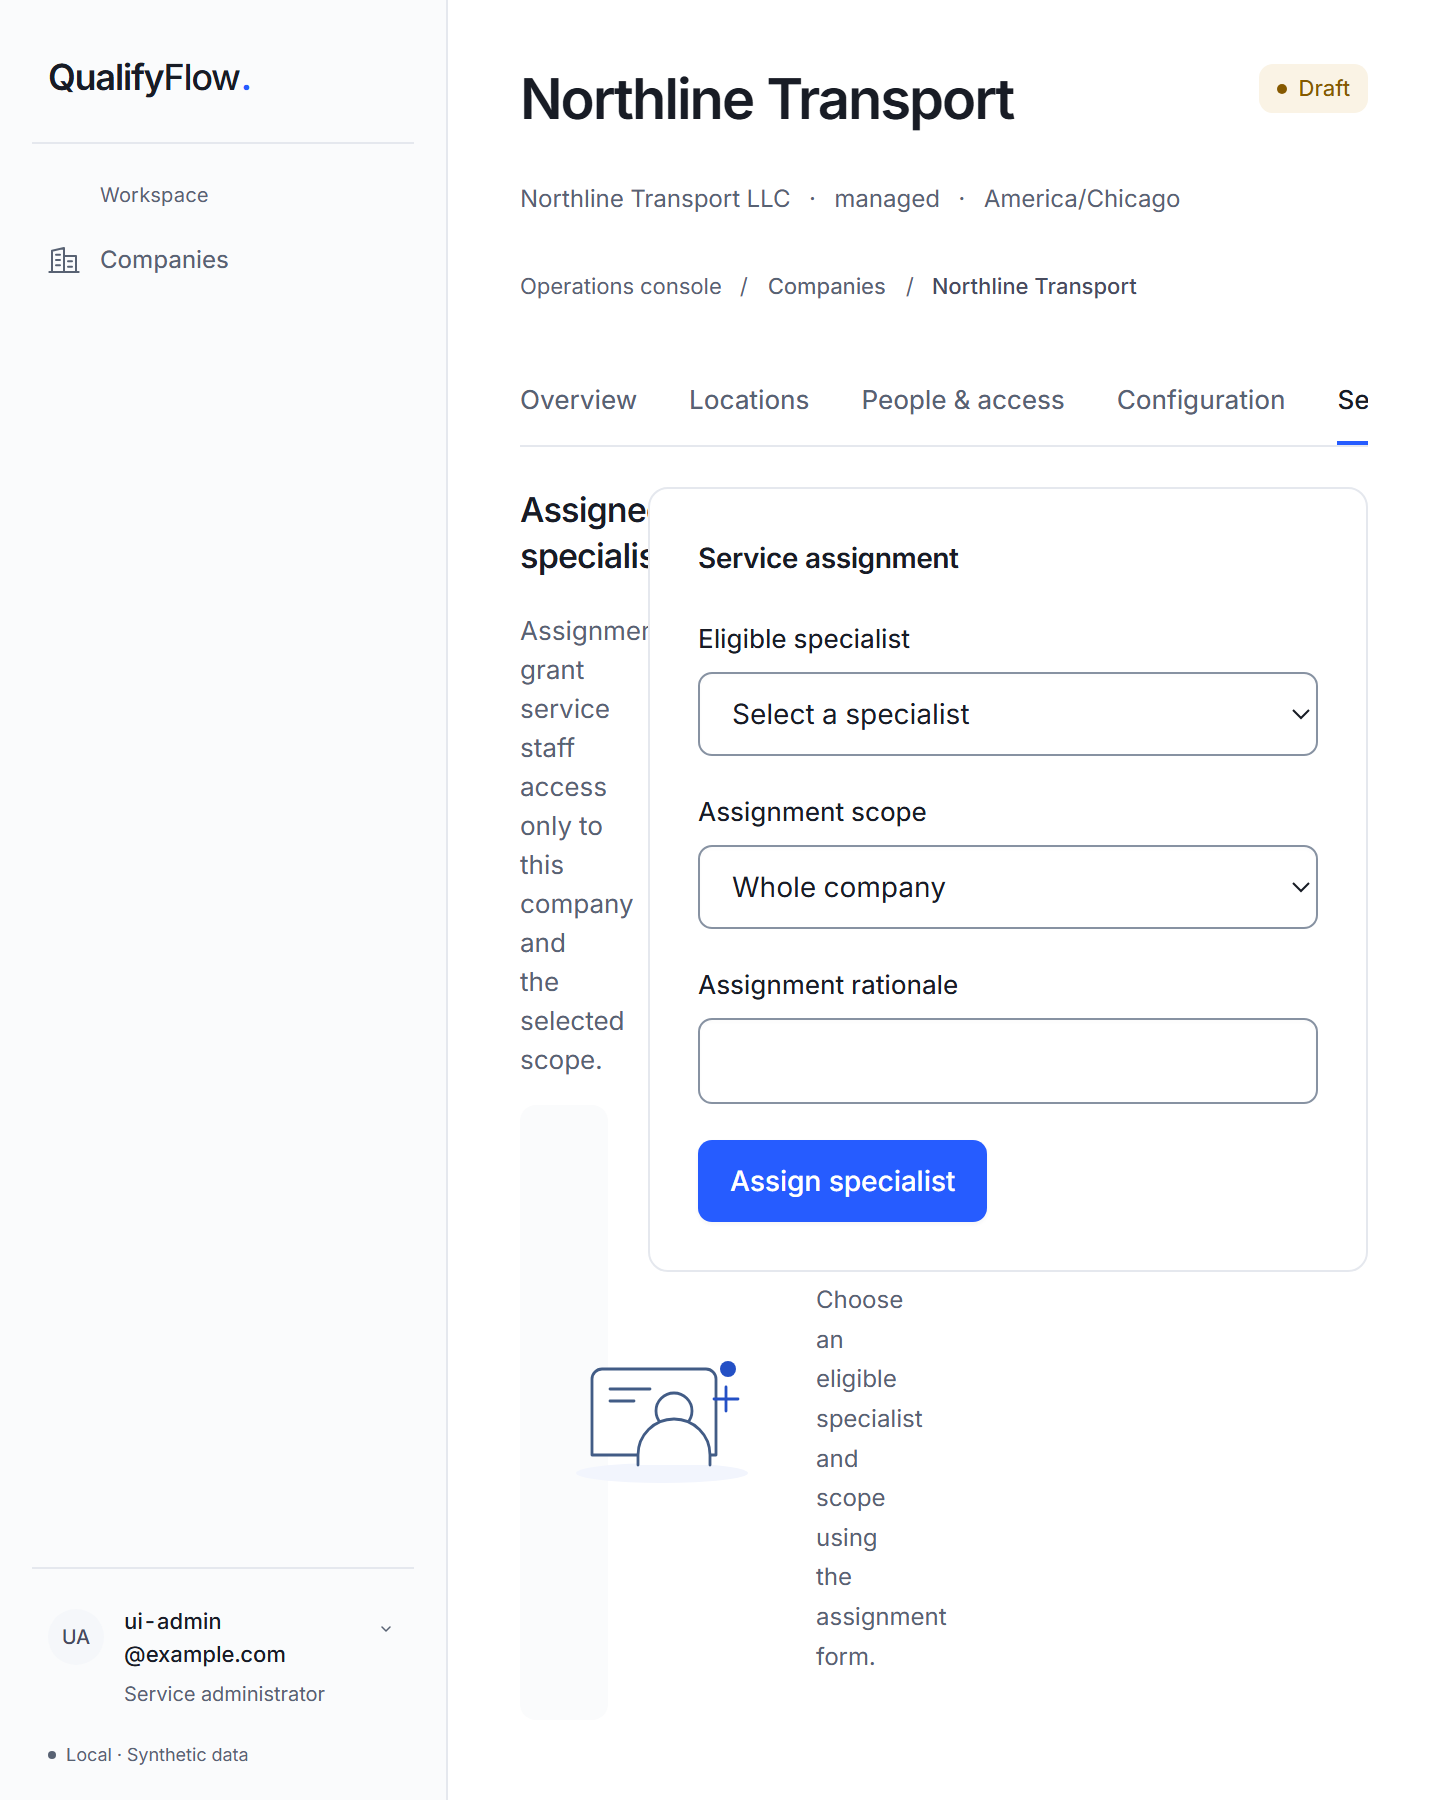 QualifyFlow.
Workspace
Companies
ui-admin
@example.com
UA
Service administrator
Local · Synthetic data
Northline Transport
Draft
Northline Transport LLC · managed · America/Chicago
Operations console / Companies / Northline Transport
Overview Locations People & access Configuration Se
Assigne
specialis
Assignmen
grant
service
staff
access
only to
this
company
and
the
selected
scope.
Service assignment
Eligible specialist
Select a specialist
Assignment scope
Whole company
Assignment rationale
Assign specialist
Choose
an
eligible
specialist
and
scope
using
the
assignment
form.